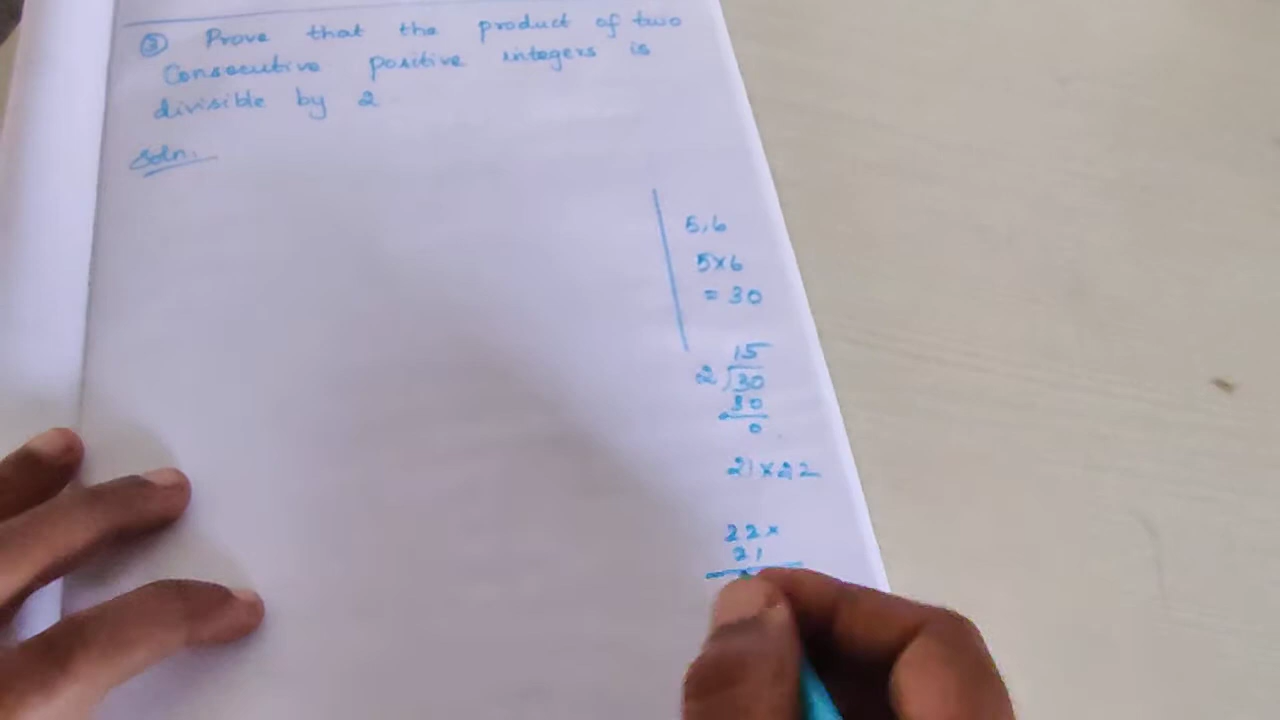 ③ Prove that the product of two
Consecutive positive integers is
divisible by 2
Soln.
5,6
5×6
= 30
15
2 30
30
0
21×22
22×
21